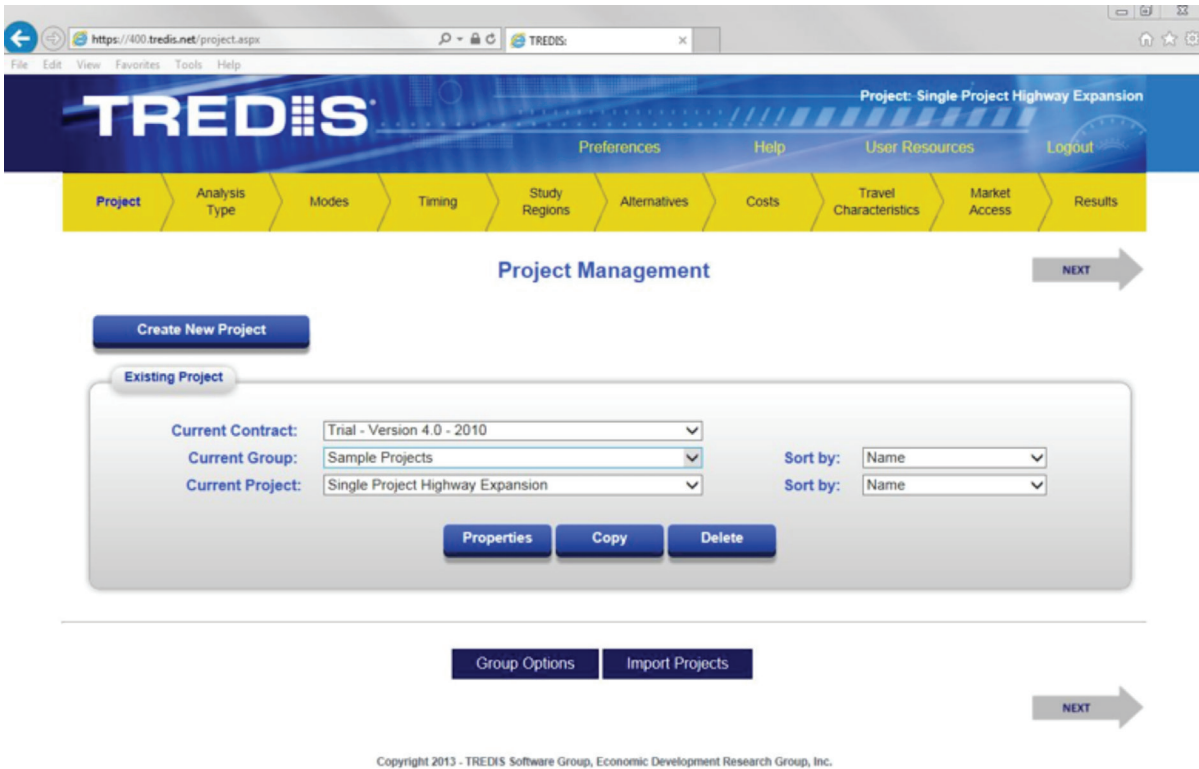 https://400.tredis.net/project.aspx
TREDIS:
File Edit View Favorites Tools Help
TREDIS
Project: Single Project Highway Expansion
Preferences Help User Resources Logout
Project
Analysis Type
Modes
Timing
Study Regions
Alternatives
Costs
Travel Characteristics
Market Access
Results
Project Management
NEXT
Create New Project
Existing Project
Current Contract: Trial - Version 4.0 - 2010
Current Group: Sample Projects Sort by: Name
Current Project: Single Project Highway Expansion Sort by: Name
Properties Copy Delete
Group Options Import Projects
NEXT
Copyright 2013 - TREDIS Software Group, Economic Development Research Group, Inc.